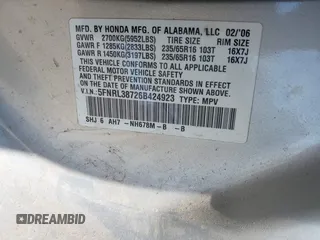 MFD. BY HONDA MFG. OF ALABAMA, LLC 02/'06
GVWR 2700KG(5952LBS) TIRE SIZE RIM SIZE
GAWR F 1285KG(2833LBS) 235/65R16 103T 16X7J
GAWR R 1450KG(3197LBS) 235/65R16 103T 16X7J
THIS VEHICLE CONFORMS TO ALL APPLICABLE
FEDERAL MOTOR VEHICLE SAFETY AND
THEFT PREVENTION STANDARDS IN EFFECT ON
THE DATE OF MANUFACTURE SHOWN ABOVE.
V.I.N. 5FNRL38726B424923 TYPE: MPV
SHJ 6 AH7 -NH678M-B -B
DREAMBID.COM